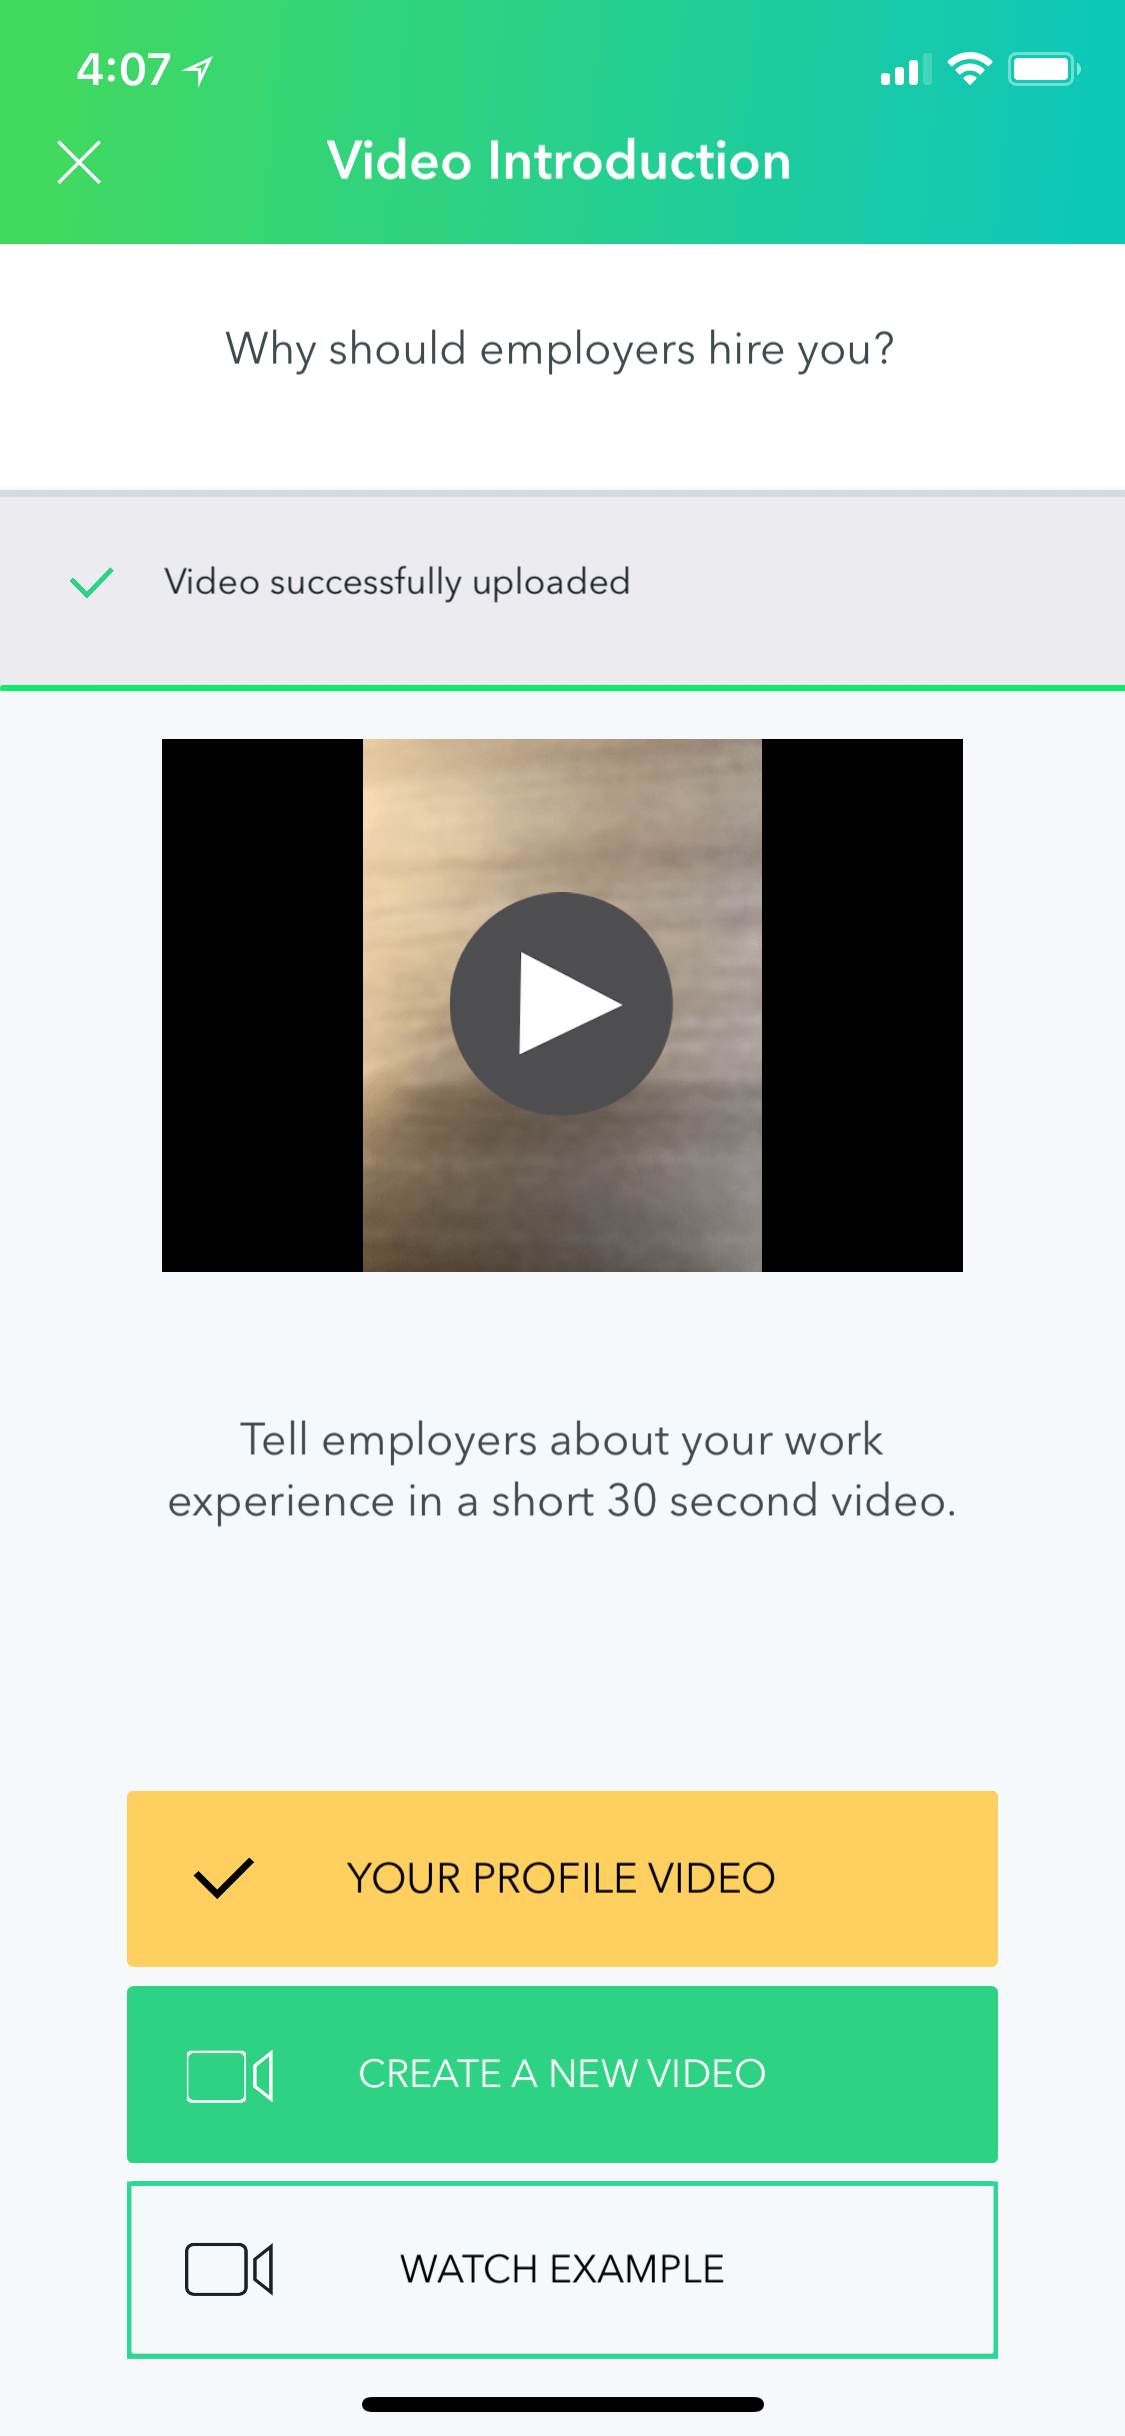 4:07
Video Introduction
Why should employers hire you?
Video successfully uploaded
Tell employers about your work
experience in a short 30 second video.
YOUR PROFILE VIDEO
CREATE A NEW VIDEO
WATCH EXAMPLE